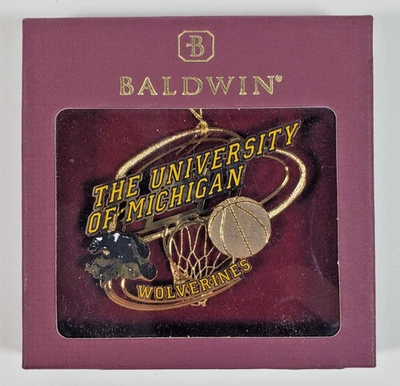 B
BALDWIN®
THE UNIVERSITY
OF MICHIGAN
WOLVERINES